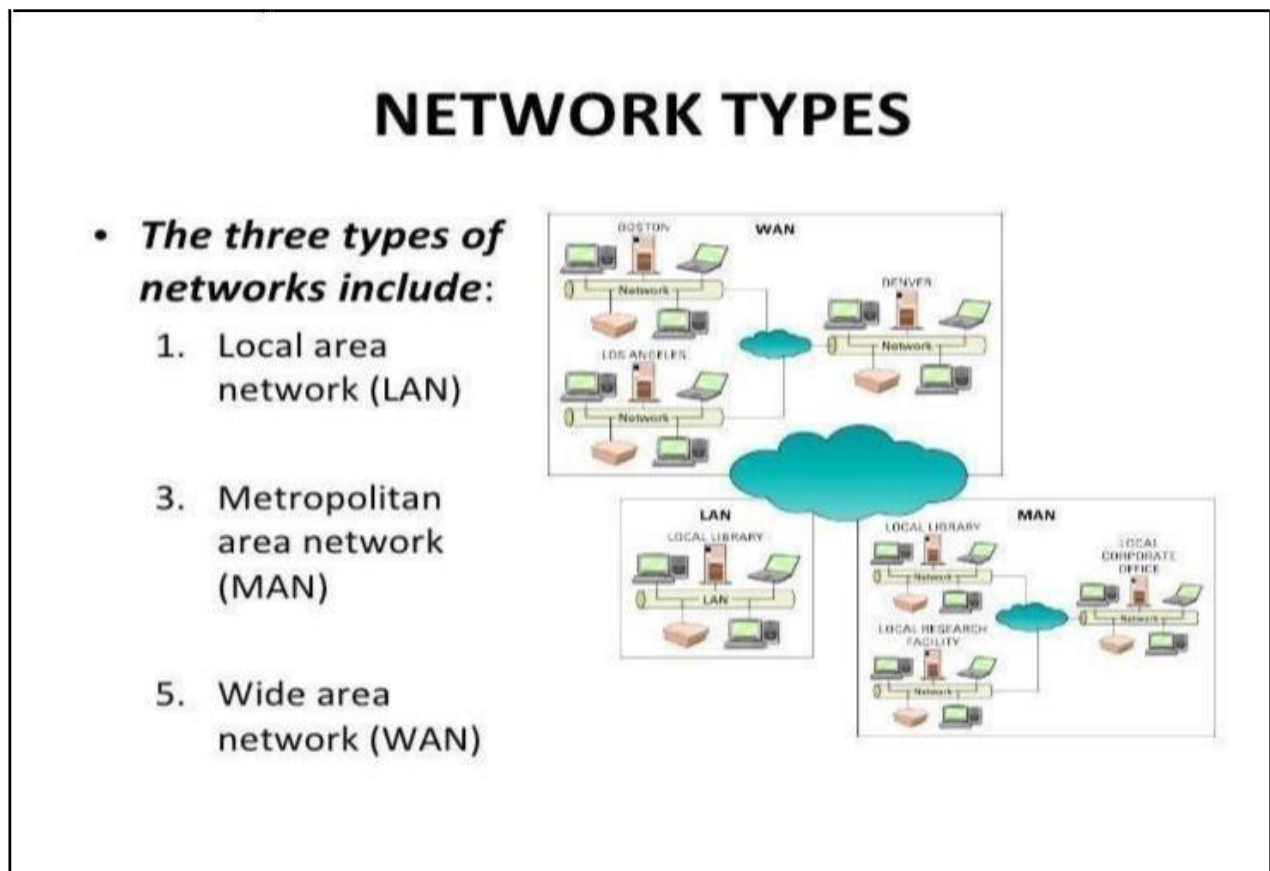 NETWORK TYPES
• The three types of
networks include:
1. Local area
network (LAN)
3. Metropolitan
area network
(MAN)
5. Wide area
network (WAN)
WAN
BOSTON
Network
DENVER
Network
LOS ANGELES
Network
LAN
LOCAL LIBRARY
LAN
MAN
LOCAL LIBRARY
Network
LOCAL
CORPORATE
OFFICE
Network
LOCAL RESEARCH
FACILITY
Network